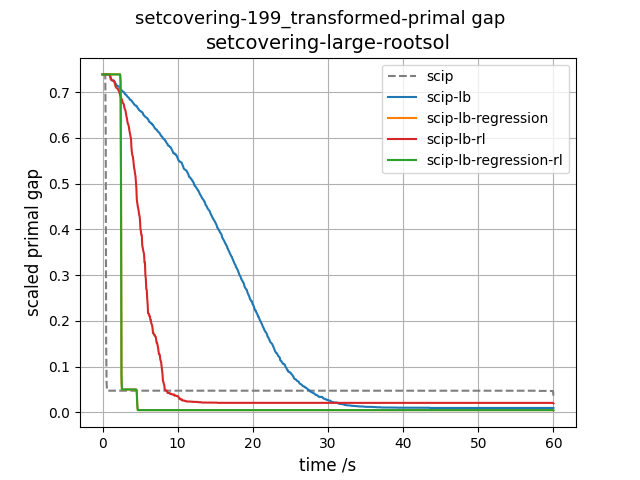 setcovering-199_transformed-primal gap
setcovering-large-rootsol
scip
scip-lb
scip-lb-regression
scip-lb-rl
scip-lb-regression-rl
scaled primal gap
0.7
0.6
0.5
0.4
0.3
0.2
0.1
0.0
0
10
20
30
40
50
60
time /s